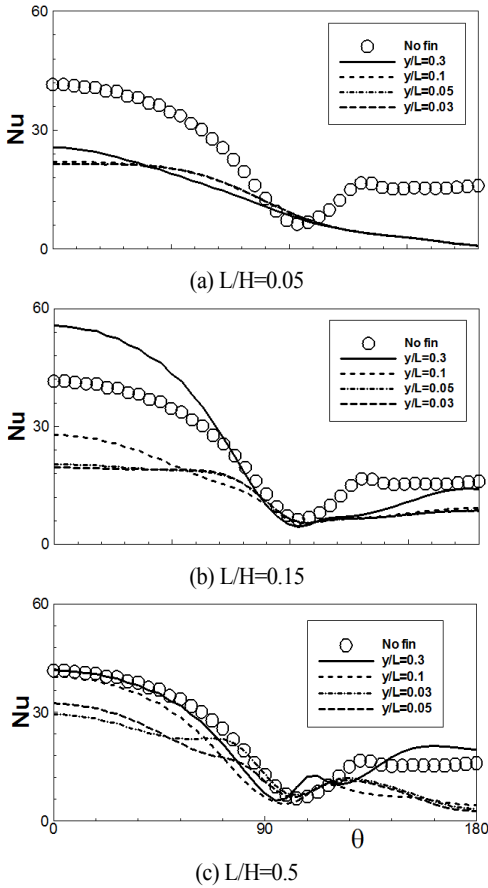 60
30
0
Nu
No fin
y/L=0.3
y/L=0.1
y/L=0.05
y/L=0.03
(a) L/H=0.05
60
30
0
Nu
No fin
y/L=0.3
y/L=0.1
y/L=0.05
y/L=0.03
(b) L/H=0.15
60
30
0
Nu
No fin
y/L=0.3
y/L=0.1
y/L=0.03
y/L=0.05
0
90
θ
180
(c) L/H=0.5